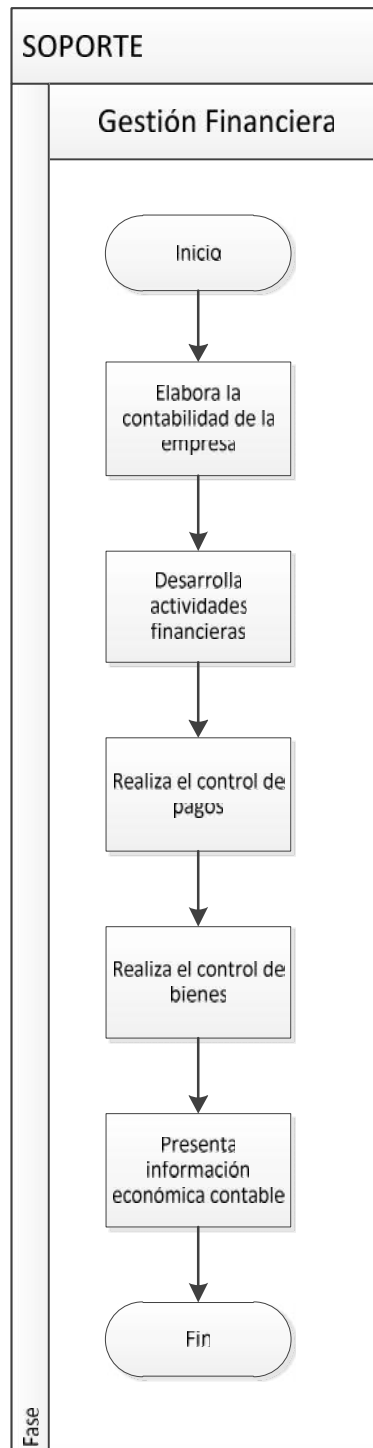 SOPORTE
Gestión Financiera
Inicio
Elabora la
contabilidad de la
empresa
Desarrolla
actividades
financieras
Realiza el control de
pagos
Realiza el control de
bienes
Presenta
información
económica contable
Fin
Fase